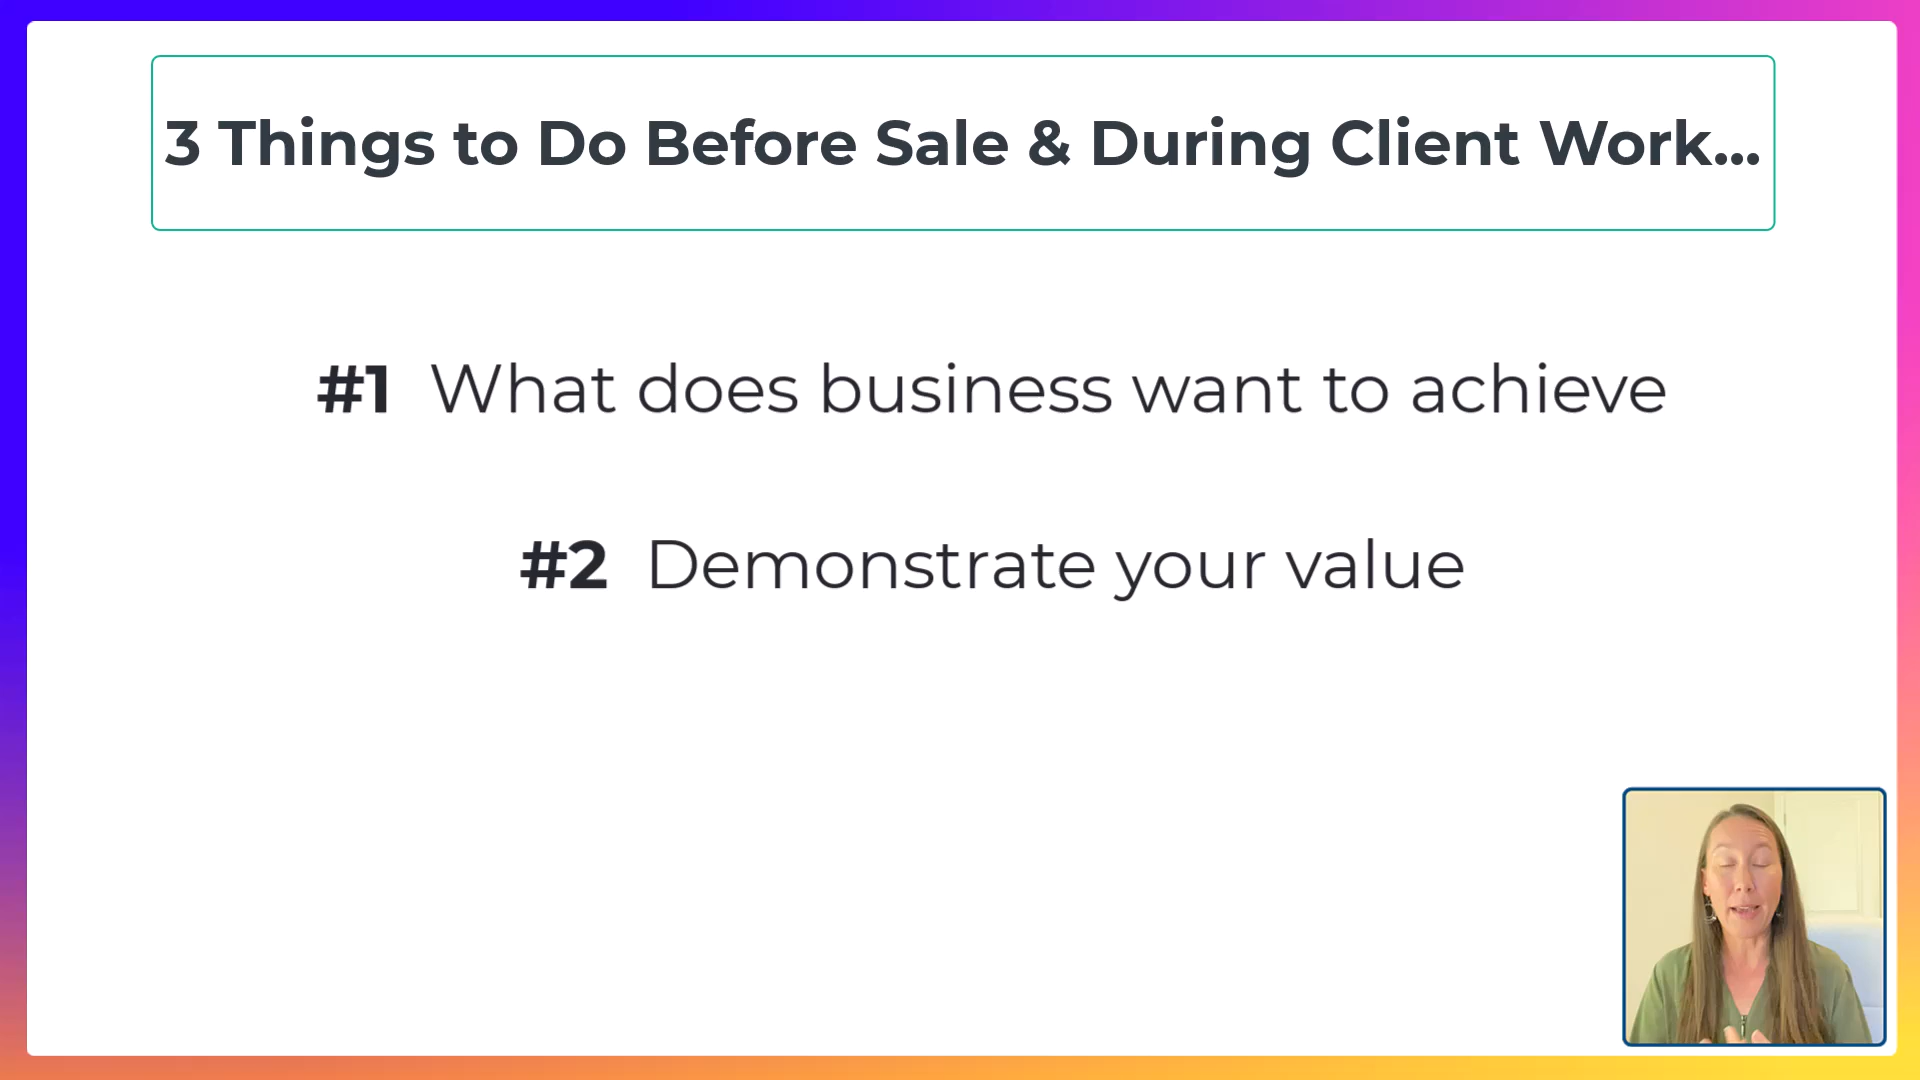 3 Things to Do Before Sale & During Client Work...
#1 What does business want to achieve
#2 Demonstrate your value